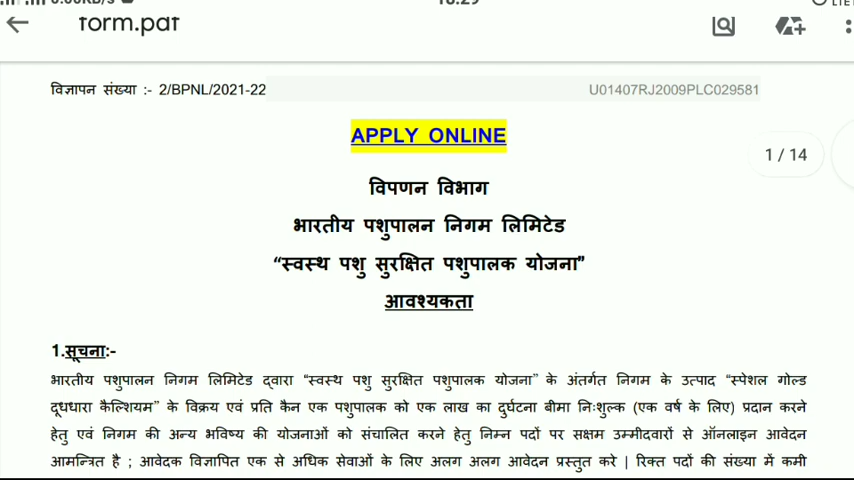 torm.pat
विज्ञापन संख्या :- 2/BPNL/2021-22 U01407RJ2009PLC029581
APPLY ONLINE
1 / 14
विपणन विभाग
भारतीय पशुपालन निगम लिमिटेड
“स्वस्थ पशु सुरक्षित पशुपालक योजना”
आवश्यकता
1.सूचना:-
भारतीय पशुपालन निगम लिमिटेड द्वारा “स्वस्थ पशु सुरक्षित पशुपालक योजना” के अंतर्गत निगम के उत्पाद “स्पेशल गोल्ड
दूधधारा कैल्शियम” के विक्रय एवं प्रति कैन एक पशुपालक को एक लाख का दुर्घटना बीमा निःशुल्क (एक वर्ष के लिए) प्रदान करने
हेतु एवं निगम की अन्य भविष्य की योजनाओं को संचालित करने हेतु निम्न पदों पर सक्षम उम्मीदवारों से ऑनलाइन आवेदन
आमन्त्रित है ; आवेदक विज्ञापित एक से अधिक सेवाओं के लिए अलग अलग आवेदन प्रस्तुत करे | रिक्त पदों की संख्या में कमी